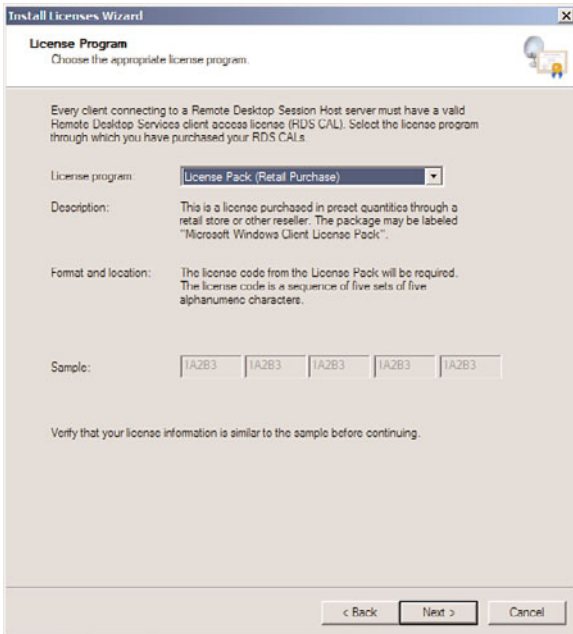 Install Licenses Wizard
License Program
Choose the appropriate license program.
Every client connecting to a Remote Desktop Session Host server must have a valid
Remote Desktop Services client access license (RDS CAL). Select the license program
through which you have purchased your RDS CALs.
License program: License Pack (Retail Purchase)
Description: This is a license purchased in preset quantities through a
retail store or other reseller. The package may be labeled
"Microsoft Windows Client License Pack".
Format and location: The license code from the License Pack will be required.
The license code is a sequence of five sets of five
alphanumeric characters.
Sample: 1A2B3 1A2B3 1A2B3 1A2B3 1A2B3
Verify that your license information is similar to the sample before continuing.
< Back Next > Cancel